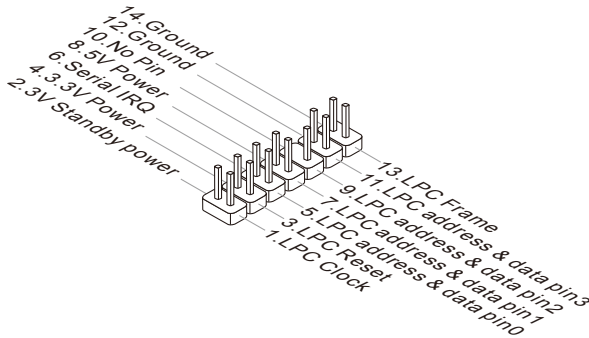 14.Ground
12.Ground
10.No Pin
8.5V Power
6.Serial IRQ
4.3.3V Power
2.3V Standby power
13.LPC Frame
11.LPC address & data pin3
9.LPC address & data pin2
7.LPC address & data pin1
5.LPC address & data pin0
3.LPC Reset
1.LPC Clock